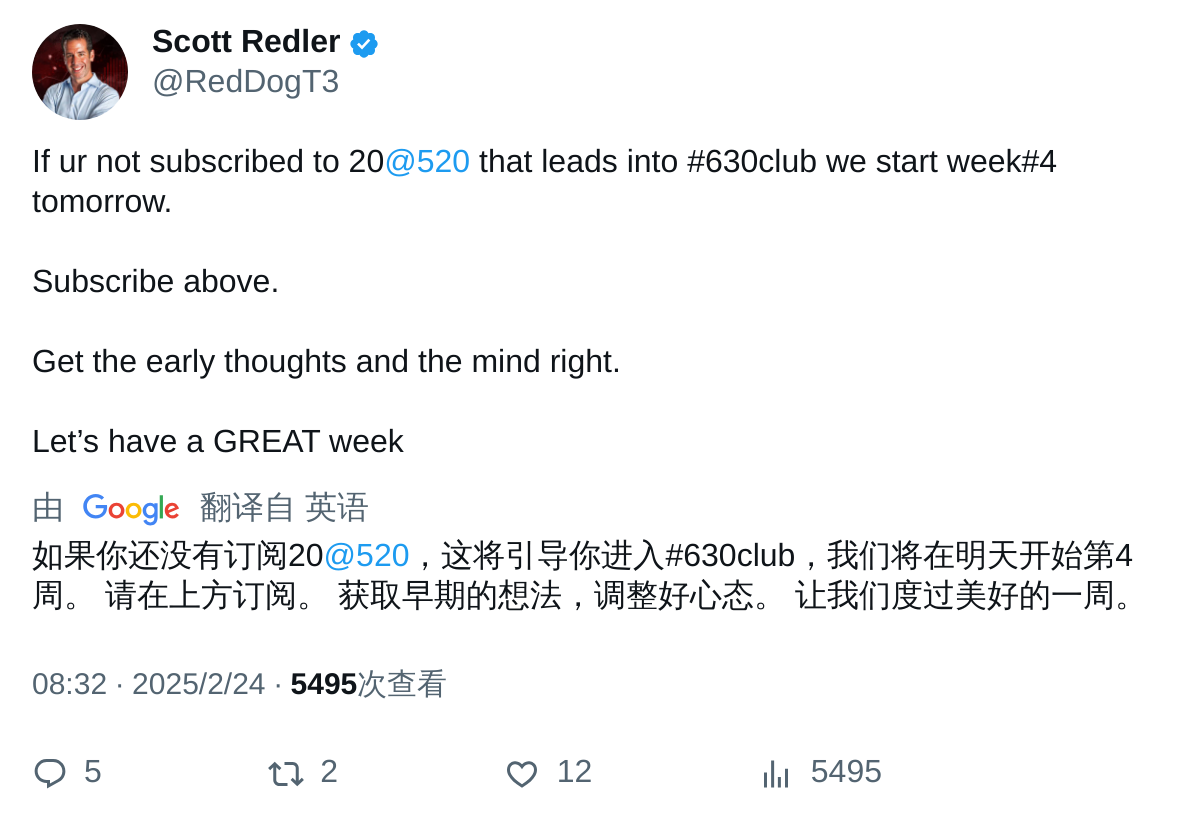 Scott Redler
@RedDogT3
If ur not subscribed to 20@520 that leads into #630club we start week#4
tomorrow.
Subscribe above.
Get the early thoughts and the mind right.
Let’s have a GREAT week
由 Google 翻译自 英语
如果你还没有订阅20@520，这将引导你进入#630club，我们将在明天开始第4
周。 请在上方订阅。 获取早期的想法，调整好心态。 让我们度过美好的一周。
08:32 · 2025/2/24 · 5495次查看
5 2 12 5495